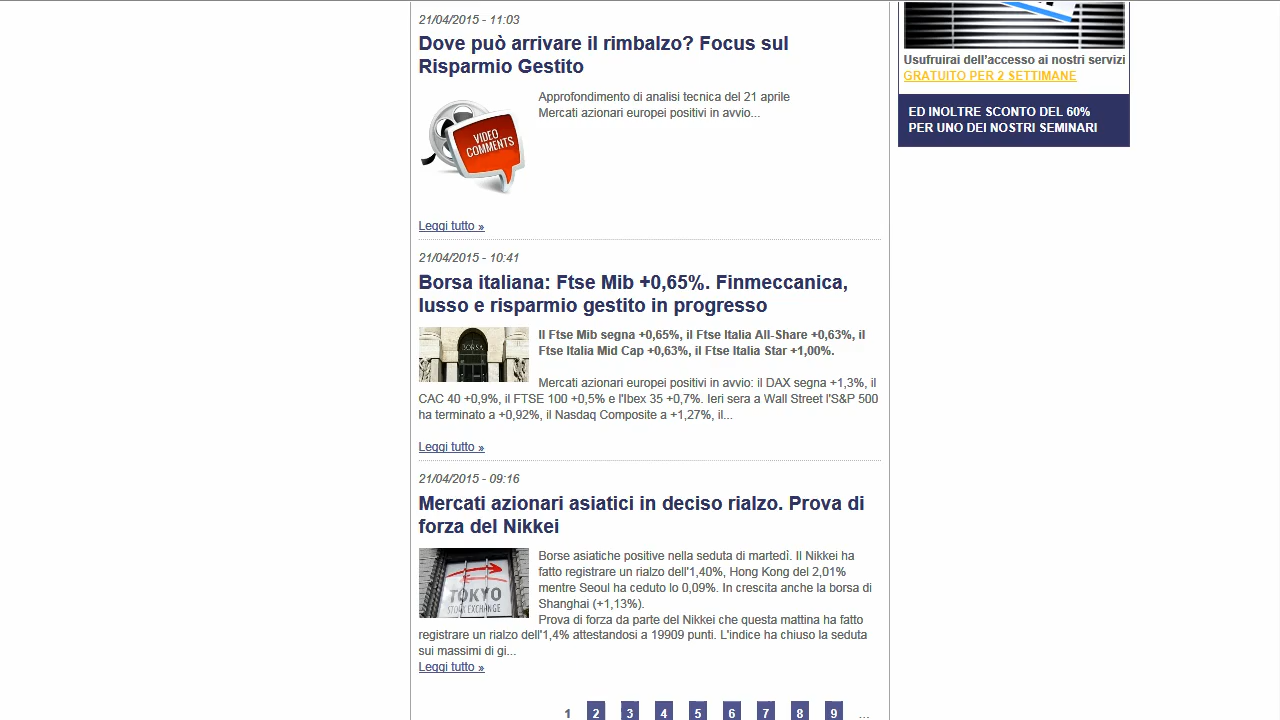 21/04/2015 - 11:03
Dove può arrivare il rimbalzo? Focus sul
Risparmio Gestito
VIDEO
COMMENTS
Approfondimento di analisi tecnica del 21 aprile
Mercati azionari europei positivi in avvio...
Leggi tutto »
21/04/2015 - 10:41
Borsa italiana: Ftse Mib +0,65%. Finmeccanica,
lusso e risparmio gestito in progresso
BORSA
Il Ftse Mib segna +0,65%, il Ftse Italia All-Share +0,63%, il
Ftse Italia Mid Cap +0,63%, il Ftse Italia Star +1,00%.
Mercati azionari europei positivi in avvio: il DAX segna +1,3%, il
CAC 40 +0,9%, il FTSE 100 +0,5% e l'Ibex 35 +0,7%. Ieri sera a Wall Street l'S&P 500
ha terminato a +0,92%, il Nasdaq Composite a +1,27%, il...
Leggi tutto »
21/04/2015 - 09:16
Mercati azionari asiatici in deciso rialzo. Prova di
forza del Nikkei
TOKYO
STOCK EXCHANGE
Borse asiatiche positive nella seduta di martedì. Il Nikkei ha
fatto registrare un rialzo dell'1,40%, Hong Kong del 2,01%
mentre Seoul ha ceduto lo 0,09%. In crescita anche la borsa di
Shanghai (+1,13%).
Prova di forza da parte del Nikkei che questa mattina ha fatto
registrare un rialzo dell'1,4% attestandosi a 19909 punti. L'indice ha chiuso la seduta
sui massimi di gi...
Leggi tutto »
1 2 3 4 5 6 7 8 9 ...
Usufruirai dell'accesso ai nostri servizi
GRATUITO PER 2 SETTIMANE
ED INOLTRE SCONTO DEL 60%
PER UNO DEI NOSTRI SEMINARI